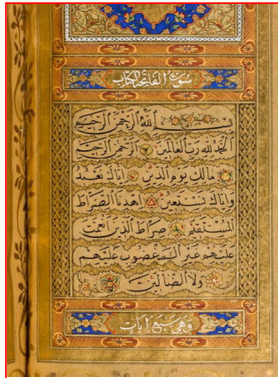 سورة الفاتحة الكتاب
بسم الله الرحمن الرحيم
الحمد لله رب العالمين الرحمن الرحيم
مالك يوم الدين إياك نعبد
وإياك نستعين اهدنا الصراط
المستقيم صراط الذين أنعمت
عليهم غير المغضوب عليهم
ولا الضالين
وهي سبع آيات